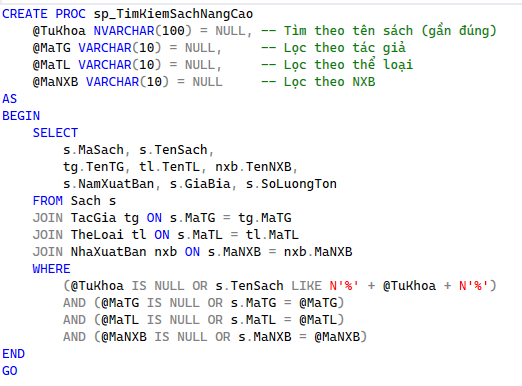 CREATE PROC sp_TimKiemSachNangCao
    @TuKhoa NVARCHAR(100) = NULL, -- Tìm theo tên sách (gần đúng)
    @MaTG VARCHAR(10) = NULL,     -- Lọc theo tác giả
    @MaTL VARCHAR(10) = NULL,     -- Lọc theo thể loại
    @MaNXB VARCHAR(10) = NULL     -- Lọc theo NXB
AS
BEGIN
    SELECT
        s.MaSach, s.TenSach,
        tg.TenTG, tl.TenTL, nxb.TenNXB,
        s.NamXuatBan, s.GiaBia, s.SoLuongTon
    FROM Sach s
    JOIN TacGia tg ON s.MaTG = tg.MaTG
    JOIN TheLoai tl ON s.MaTL = tl.MaTL
    JOIN NhaXuatBan nxb ON s.MaNXB = nxb.MaNXB
    WHERE
        (@TuKhoa IS NULL OR s.TenSach LIKE N'%' + @TuKhoa + N'%')
        AND (@MaTG IS NULL OR s.MaTG = @MaTG)
        AND (@MaTL IS NULL OR s.MaTL = @MaTL)
        AND (@MaNXB IS NULL OR s.MaNXB = @MaNXB)
END
GO